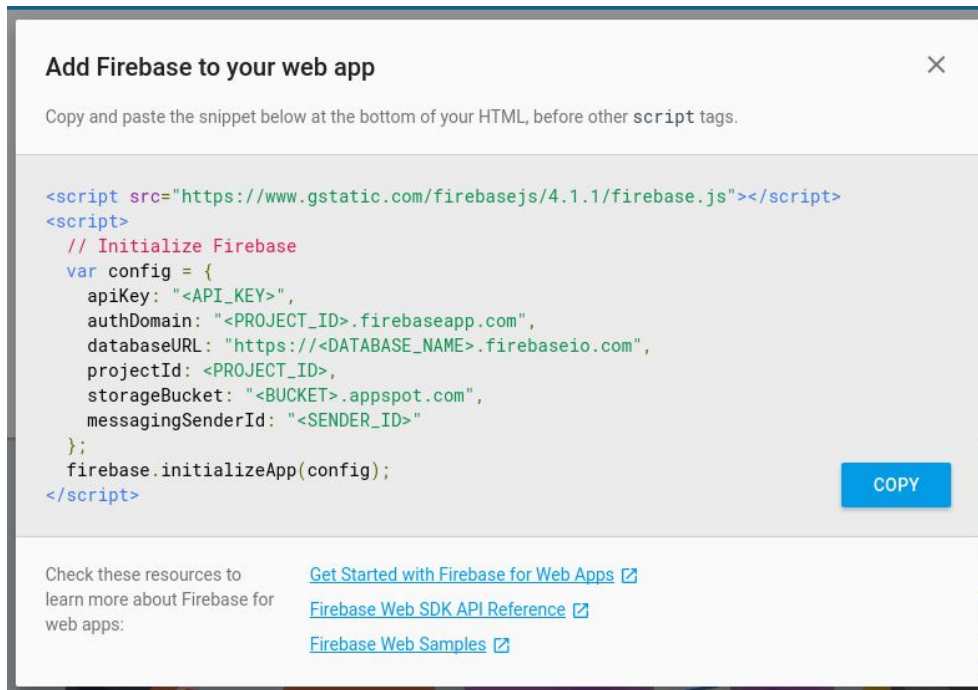 Add Firebase to your web app
Copy and paste the snippet below at the bottom of your HTML, before other script tags.
<script src="https://www.gstatic.com/firebasejs/4.1.1/firebase.js"></script>
<script>
  // Initialize Firebase
  var config = {
    apiKey: "<API_KEY>",
    authDomain: "<PROJECT_ID>.firebaseapp.com",
    databaseURL: "https://<DATABASE_NAME>.firebaseio.com",
    projectId: <PROJECT_ID>,
    storageBucket: "<BUCKET>.appspot.com",
    messagingSenderId: "<SENDER_ID>"
  };
  firebase.initializeApp(config);
</script>
COPY
Check these resources to
learn more about Firebase for
web apps:
Get Started with Firebase for Web Apps
Firebase Web SDK API Reference
Firebase Web Samples